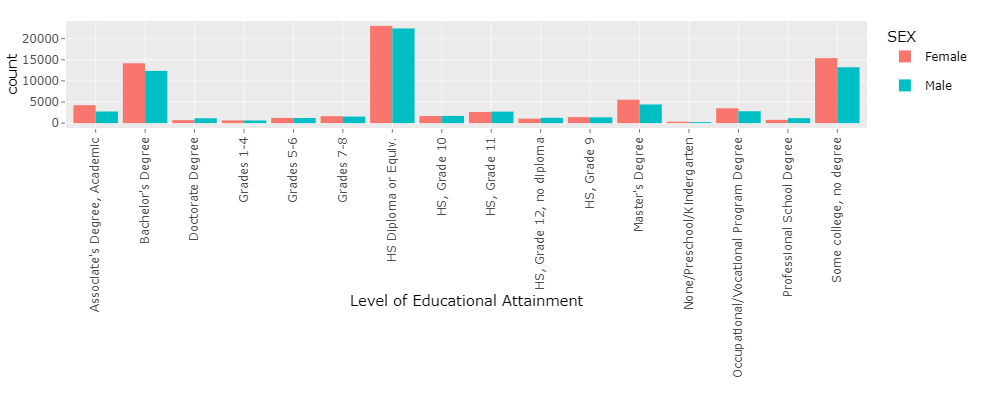 count
20000
15000
10000
5000
0
Associate's Degree, Academic
Bachelor's Degree
Doctorate Degree
Grades 1-4
Grades 5-6
Grades 7-8
HS Diploma or Equiv.
HS, Grade 10
HS, Grade 11
HS, Grade 12, no diploma
HS, Grade 9
Master's Degree
None/Preschool/Kindergarten
Occupational/Vocational Program Degree
Professional School Degree
Some college, no degree
Level of Educational Attainment
SEX
Female
Male